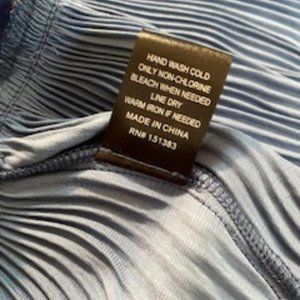 HAND WASH COLD
ONLY NON-CHLORINE
BLEACH WHEN NEEDED
LINE DRY
WARM IRON IF NEEDED
MADE IN CHINA
RN# 151383